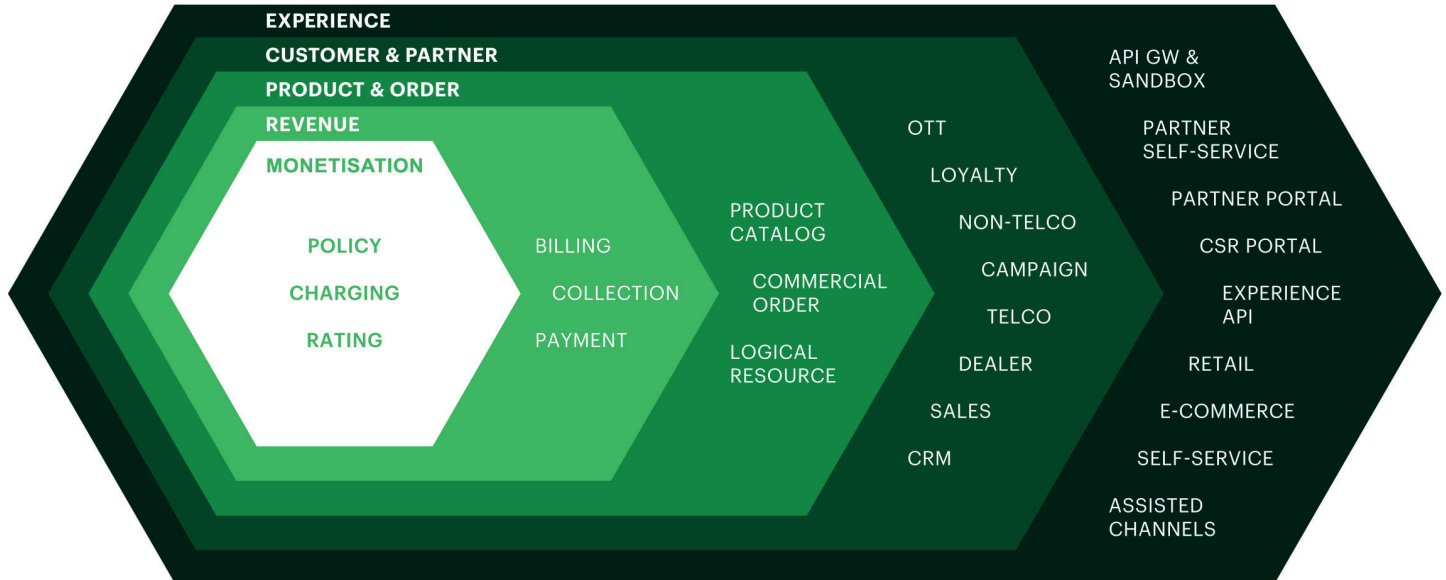 EXPERIENCE
CUSTOMER & PARTNER
PRODUCT & ORDER
REVENUE
MONETISATION
POLICY
CHARGING
RATING
BILLING
COLLECTION
PAYMENT
PRODUCT
CATALOG
COMMERCIAL
ORDER
LOGICAL
RESOURCE
OTT
LOYALTY
NON-TELCO
CAMPAIGN
TELCO
DEALER
SALES
CRM
API GW &
SANDBOX
PARTNER
SELF-SERVICE
PARTNER PORTAL
CSR PORTAL
EXPERIENCE
API
RETAIL
E-COMMERCE
SELF-SERVICE
ASSISTED
CHANNELS